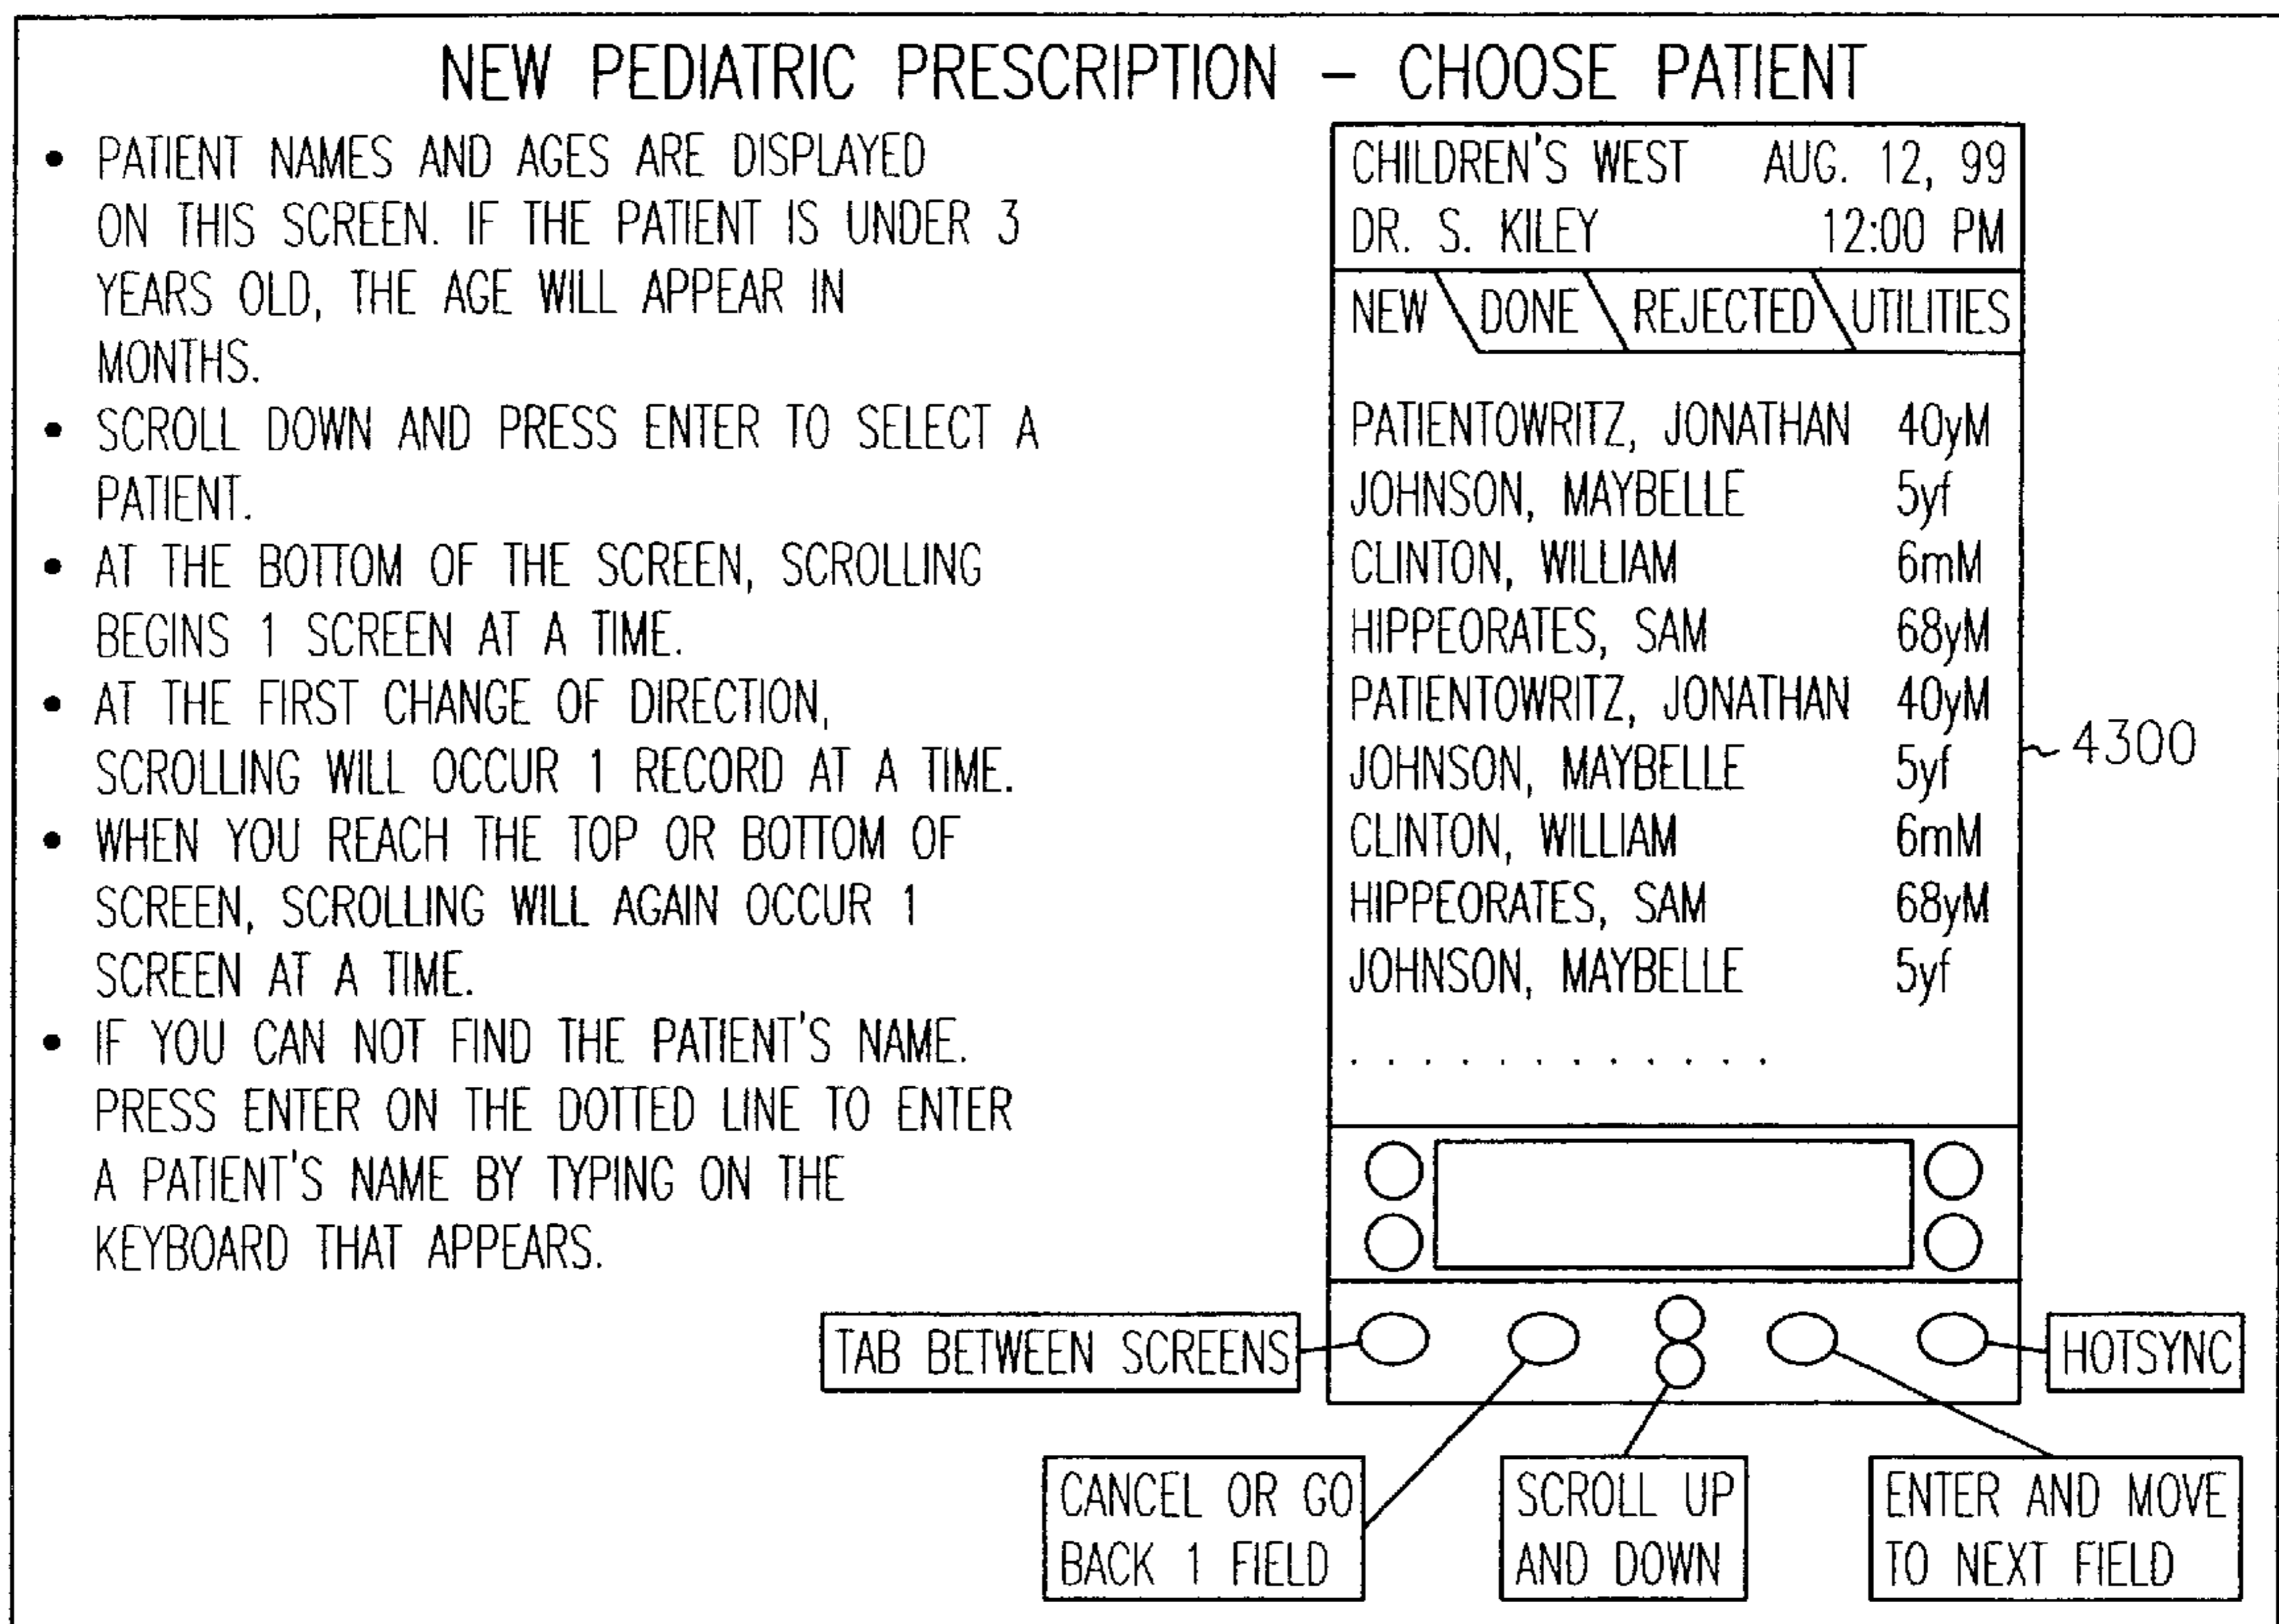 NEW PEDIATRIC PRESCRIPTION – CHOOSE PATIENT
• PATIENT NAMES AND AGES ARE DISPLAYED
ON THIS SCREEN. IF THE PATIENT IS UNDER 3
YEARS OLD, THE AGE WILL APPEAR IN
MONTHS.
• SCROLL DOWN AND PRESS ENTER TO SELECT A
PATIENT.
• AT THE BOTTOM OF THE SCREEN, SCROLLING
BEGINS 1 SCREEN AT A TIME.
• AT THE FIRST CHANGE OF DIRECTION,
SCROLLING WILL OCCUR 1 RECORD AT A TIME.
• WHEN YOU REACH THE TOP OR BOTTOM OF
SCREEN, SCROLLING WILL AGAIN OCCUR 1
SCREEN AT A TIME.
• IF YOU CAN NOT FIND THE PATIENT'S NAME.
PRESS ENTER ON THE DOTTED LINE TO ENTER
A PATIENT'S NAME BY TYPING ON THE
KEYBOARD THAT APPEARS.
CHILDREN'S WEST AUG. 12, 99
DR. S. KILEY 12:00 PM
NEW DONE REJECTED UTILITIES
PATIENTOWRITZ, JONATHAN 40yM
JOHNSON, MAYBELLE 5yf
CLINTON, WILLIAM 6mM
HIPPEORATES, SAM 68yM
PATIENTOWRITZ, JONATHAN 40yM
JOHNSON, MAYBELLE 5yf
CLINTON, WILLIAM 6mM
HIPPEORATES, SAM 68yM
JOHNSON, MAYBELLE 5yf
. . . . . . . . . . . . .
4300
TAB BETWEEN SCREENS
HOTSYNC
CANCEL OR GO
BACK 1 FIELD
SCROLL UP
AND DOWN
ENTER AND MOVE
TO NEXT FIELD